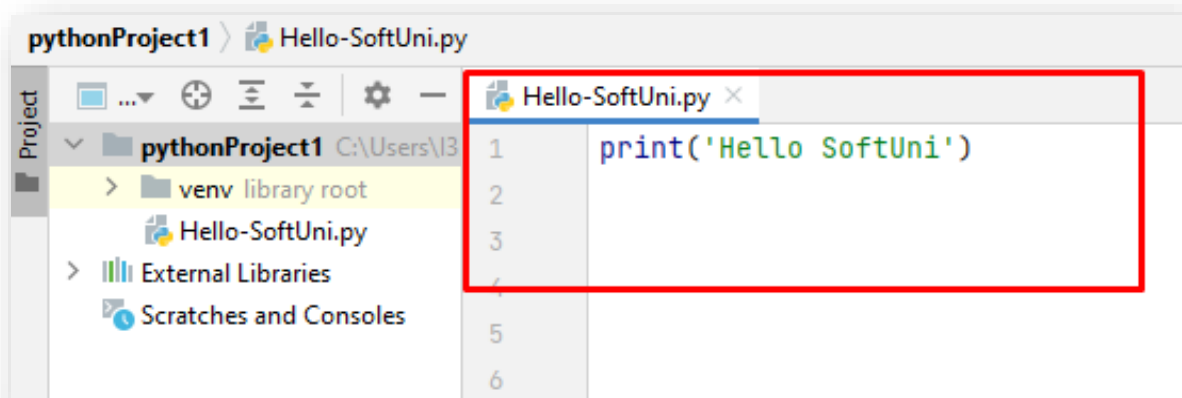 pythonProject1 > Hello-SoftUni.py
Project
...
pythonProject1 C:\Users\I3
venv library root
Hello-SoftUni.py
External Libraries
Scratches and Consoles
Hello-SoftUni.py
1 print('Hello SoftUni')
2
3
4
5
6